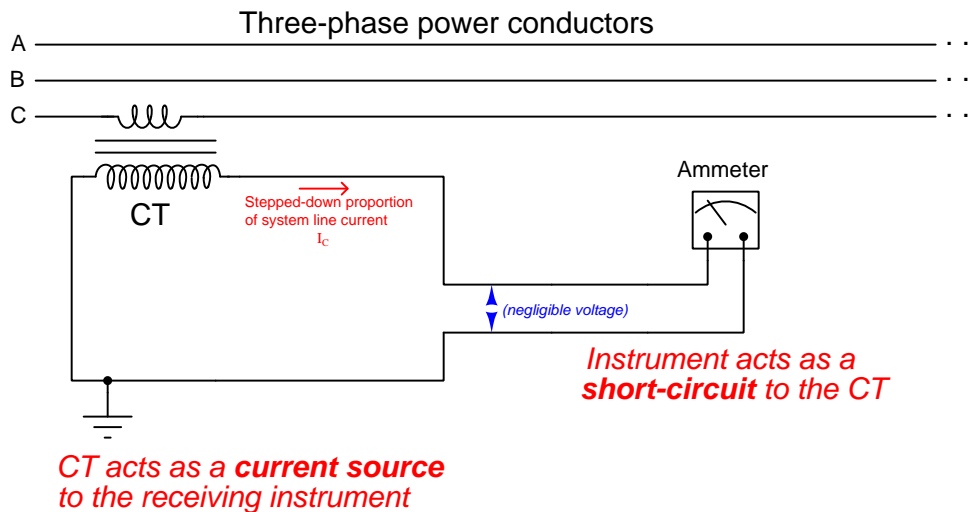 Three-phase power conductors
A
B
C
Ammeter
CT
Stepped-down proportion
of system line current
I_C
(negligible voltage)
Instrument acts as a
short-circuit to the CT
CT acts as a current source
to the receiving instrument